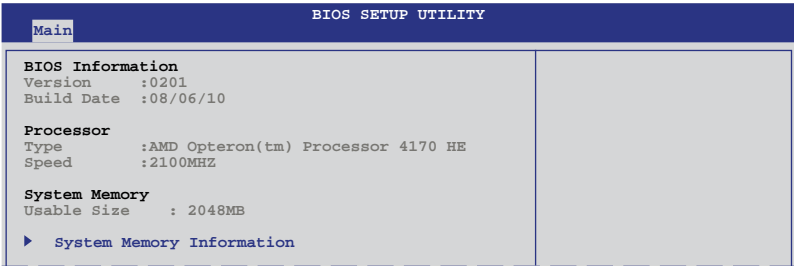 BIOS SETUP UTILITY
Main
BIOS Information
Version :0201
Build Date :08/06/10
Processor
Type :AMD Opteron(tm) Processor 4170 HE
Speed :2100MHZ
System Memory
Usable Size : 2048MB
System Memory Information